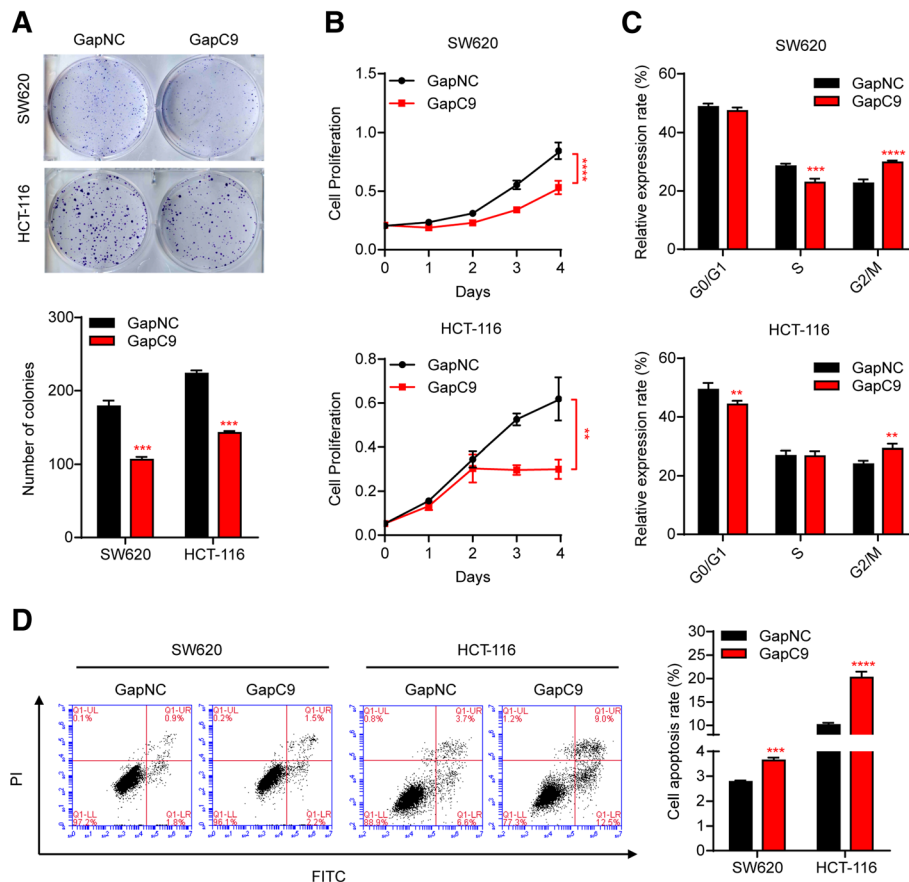 A
GapNC
GapC9
SW620
HCT-116
GapNC
GapC9
Number of colonies
300
200
100
0
***
***
SW620
HCT-116
B
SW620
GapNC
GapC9
Cell Proliferation
1.5
1.0
0.5
0.0
****
0
1
2
3
4
Days
HCT-116
GapNC
GapC9
Cell Proliferation
0.8
0.6
0.4
0.2
0.0
**
0
1
2
3
4
Days
C
SW620
GapNC
GapC9
Relative expression rate (%)
60
40
20
0
***
****
G0/G1
S
G2/M
HCT-116
GapNC
GapC9
Relative expression rate (%)
60
40
20
0
**
**
G0/G1
S
G2/M
D
SW620
HCT-116
GapNC
GapC9
GapNC
GapC9
PI
Q1-UL
0.1%
Q1-UR
0.9%
Q1-LL
97.2%
Q1-LR
1.8%
Q1-UL
0.2%
Q1-UR
1.5%
Q1-LL
96.1%
Q1-LR
2.2%
Q1-UL
0.8%
Q1-UR
3.7%
Q1-LL
88.9%
Q1-LR
6.6%
Q1-UL
1.2%
Q1-UR
9.0%
Q1-LL
77.3%
Q1-LR
12.5%
FITC
GapNC
GapC9
Cell apoptosis rate (%)
30
25
20
15
10
4
3
2
1
0
***
****
SW620
HCT-116